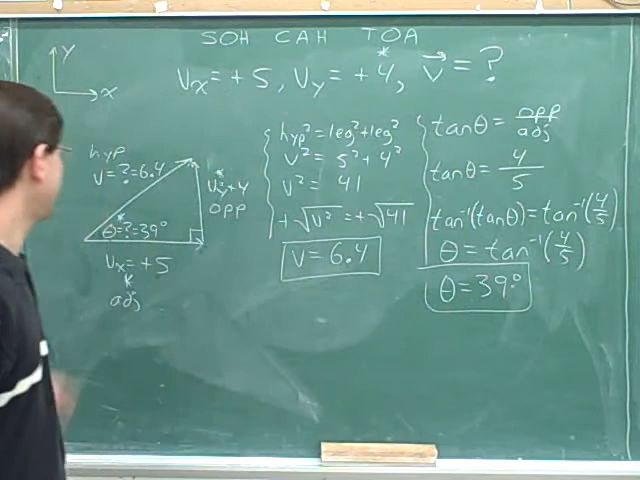 SOH CAH TOA
Vx = +5, Vy = +4, v⃗ = ?
Y
x
hyp
v = ? = 6.4
Vy = +4
opp
θ = ? = 39°
Vx = +5
adj
hyp² = leg² + leg²
v² = 5² + 4²
v² = 41
+√v² = +√41
v = 6.4
tanθ = opp/adj
tanθ = 4/5
tan⁻¹(tanθ) = tan⁻¹(4/5)
θ = tan⁻¹(4/5)
θ = 39°